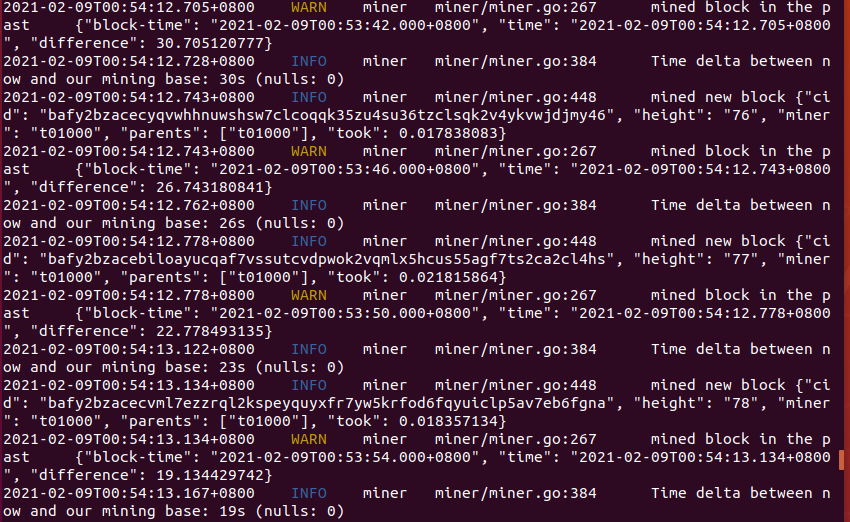 2021-02-09T00:54:12.705+0800    WARN    miner   miner/miner.go:267      mined block in the p
ast     {"block-time": "2021-02-09T00:53:42.000+0800", "time": "2021-02-09T00:54:12.705+0800
", "difference": 30.705120777}
2021-02-09T00:54:12.728+0800    INFO    miner   miner/miner.go:384      Time delta between n
ow and our mining base: 30s (nulls: 0)
2021-02-09T00:54:12.743+0800    INFO    miner   miner/miner.go:448      mined new block {"ci
d": "bafy2bzacecyqvwhhnuwshsw7clcoqqk35zu4su36tzclsqk2v4ykvwjdjmy46", "height": "76", "miner
": "t01000", "parents": ["t01000"], "took": 0.017838083}
2021-02-09T00:54:12.743+0800    WARN    miner   miner/miner.go:267      mined block in the p
ast     {"block-time": "2021-02-09T00:53:46.000+0800", "time": "2021-02-09T00:54:12.743+0800
", "difference": 26.743180841}
2021-02-09T00:54:12.762+0800    INFO    miner   miner/miner.go:384      Time delta between n
ow and our mining base: 26s (nulls: 0)
2021-02-09T00:54:12.778+0800    INFO    miner   miner/miner.go:448      mined new block {"ci
d": "bafy2bzacebiloayucqaf7vssutcvdpwok2vqmlx5hcus55agf7ts2ca2cl4hs", "height": "77", "miner
": "t01000", "parents": ["t01000"], "took": 0.021815864}
2021-02-09T00:54:12.778+0800    WARN    miner   miner/miner.go:267      mined block in the p
ast     {"block-time": "2021-02-09T00:53:50.000+0800", "time": "2021-02-09T00:54:12.778+0800
", "difference": 22.778493135}
2021-02-09T00:54:13.122+0800    INFO    miner   miner/miner.go:384      Time delta between n
ow and our mining base: 23s (nulls: 0)
2021-02-09T00:54:13.134+0800    INFO    miner   miner/miner.go:448      mined new block {"ci
d": "bafy2bzacecvml7ezzrql2kspeyquyxfr7yw5krfod6fqyuiclp5av7eb6fgna", "height": "78", "miner
": "t01000", "parents": ["t01000"], "took": 0.018357134}
2021-02-09T00:54:13.134+0800    WARN    miner   miner/miner.go:267      mined block in the p
ast     {"block-time": "2021-02-09T00:53:54.000+0800", "time": "2021-02-09T00:54:13.134+0800
", "difference": 19.134429742}
2021-02-09T00:54:13.167+0800    INFO    miner   miner/miner.go:384      Time delta between n
ow and our mining base: 19s (nulls: 0)